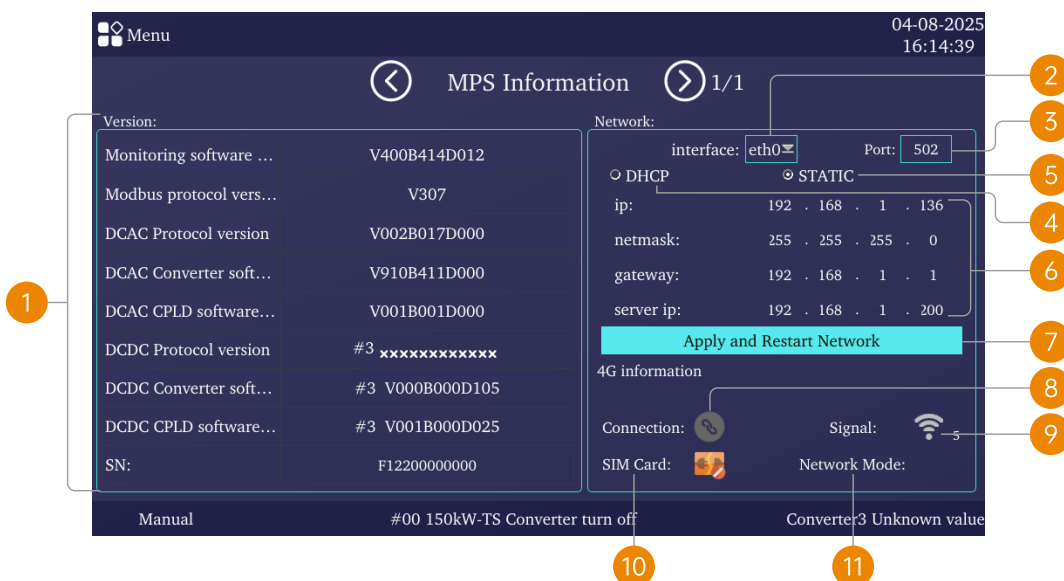 Menu
04-08-2025
16:14:39
MPS Information
1/1
2
3
5
4
6
7
8
9
Version:
1
Monitoring software ... V400B414D012
Modbus protocol vers... V307
DCAC Protocol version V002B017D000
DCAC Converter soft... V910B411D000
DCAC CPLD software... V001B001D000
DCDC Protocol version #3 xxxxxxxxxxxx
DCDC Converter soft... #3 V000B000D105
DCDC CPLD software... #3 V001B000D025
SN: F12200000000
Network:
interface: eth0 Port: 502
DHCP STATIC
ip: 192 . 168 . 1 . 136
netmask: 255 . 255 . 255 . 0
gateway: 192 . 168 . 1 . 1
server ip: 192 . 168 . 1 . 200
Apply and Restart Network
4G information
Connection: Signal: 5
SIM Card: Network Mode:
Manual #00 150kW-TS Converter turn off Converter3 Unknown value
10
11